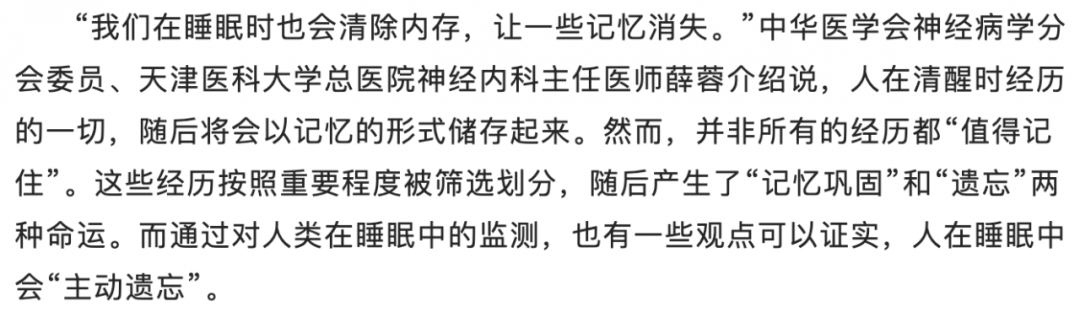 “我们在睡眠时也会清除内存，让一些记忆消失。”中华医学会神经病学分
会委员、天津医科大学总医院神经内科主任医师薛蓉介绍说，人在清醒时经历
的一切，随后将会以记忆的形式储存起来。然而，并非所有的经历都“值得记
住”。这些经历按照重要程度被筛选划分，随后产生了“记忆巩固”和“遗忘”两
种命运。而通过对人类在睡眠中的监测，也有一些观点可以证实，人在睡眠中
会“主动遗忘”。